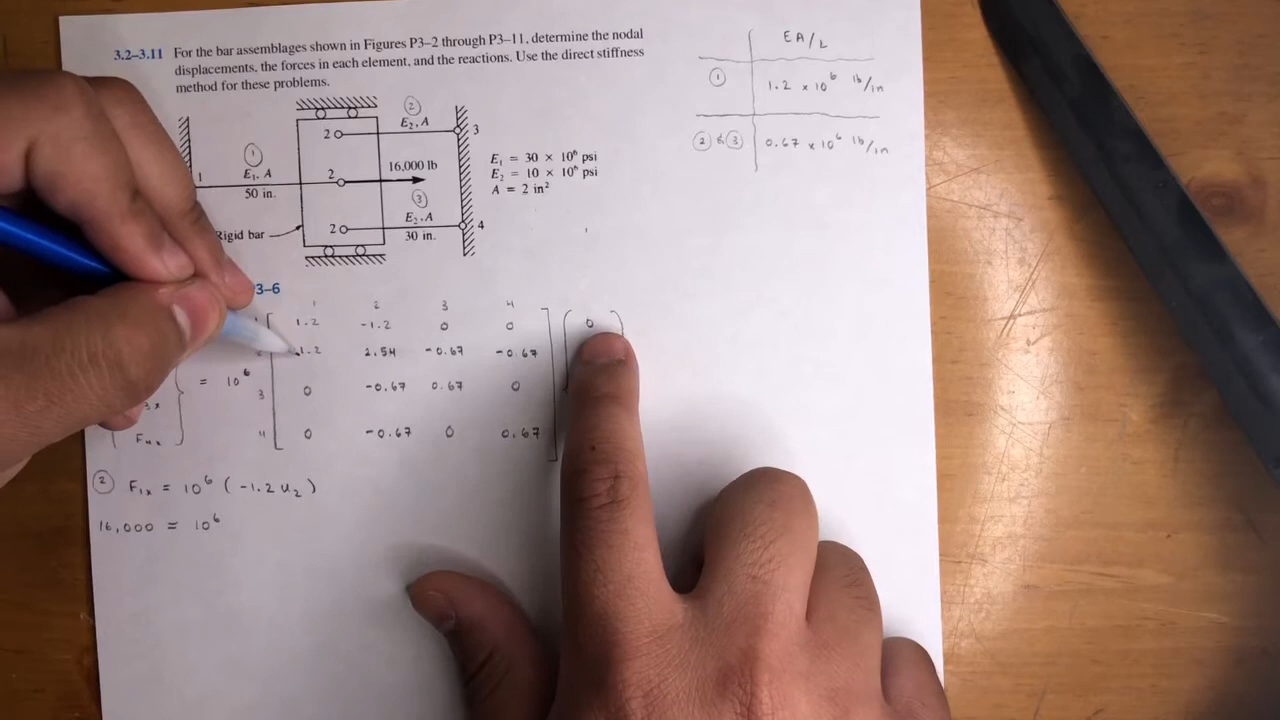 3.2–3.11 For the bar assemblages shown in Figures P3–2 through P3–11, determine the nodal
displacements, the forces in each element, and the reactions. Use the direct stiffness
method for these problems.
EA/L
① 1.2 x 10⁶ lb/in
② & ③ 0.67 x 10⁶ lb/in
②
E₂, A
2
3
①
E₁, A
1
50 in.
2
16,000 lb
③
E₂, A
2
30 in.
4
Rigid bar
E₁ = 30 × 10⁶ psi
E₂ = 10 × 10⁶ psi
A = 2 in²
3–6
1 2 3 4
1.2 -1.2 0 0 0
1.2 2.54 -0.67 -0.67
= 10⁶
3 0 -0.67 0.67 0
F₄ₓ 4 0 -0.67 0 0.67
② F₁ₓ = 10⁶ (-1.2 u₂)
16,000 = 10⁶